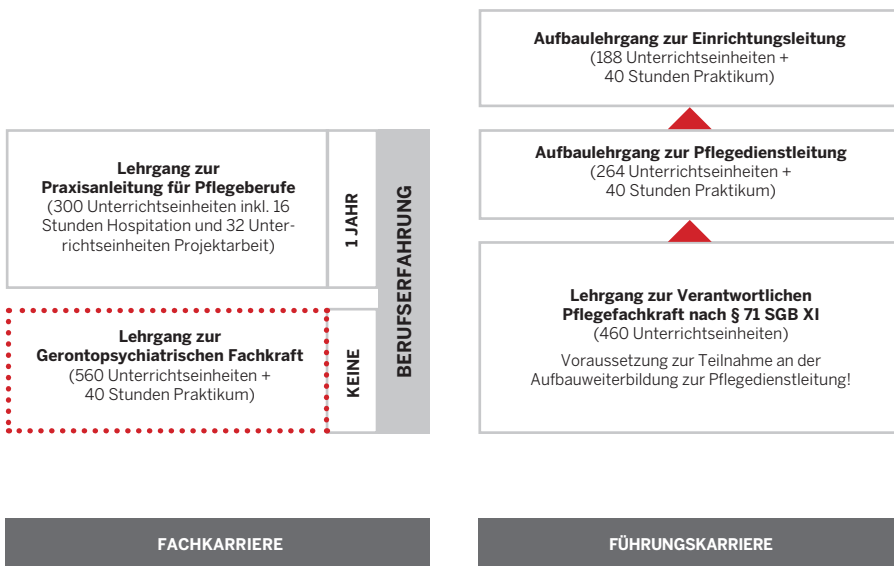 Lehrgang zur
Praxisanleitung für Pflegeberufe
(300 Unterrichtseinheiten inkl. 16
Stunden Hospitation und 32 Unter-
richtseinheiten Projektarbeit)
1 JAHR
Lehrgang zur
Gerontopsychiatrischen Fachkraft
(560 Unterrichtseinheiten +
40 Stunden Praktikum)
KEINE
BERUFSERFAHRUNG
FACHKARRIERE
Aufbaulehrgang zur Einrichtungsleitung
(188 Unterrichtseinheiten +
40 Stunden Praktikum)
Aufbaulehrgang zur Pflegedienstleitung
(264 Unterrichtseinheiten +
40 Stunden Praktikum)
Lehrgang zur Verantwortlichen
Pflegefachkraft nach § 71 SGB XI
(460 Unterrichtseinheiten)
Voraussetzung zur Teilnahme an der
Aufbauweiterbildung zur Pflegedienstleitung!
FÜHRUNGSKARRIERE